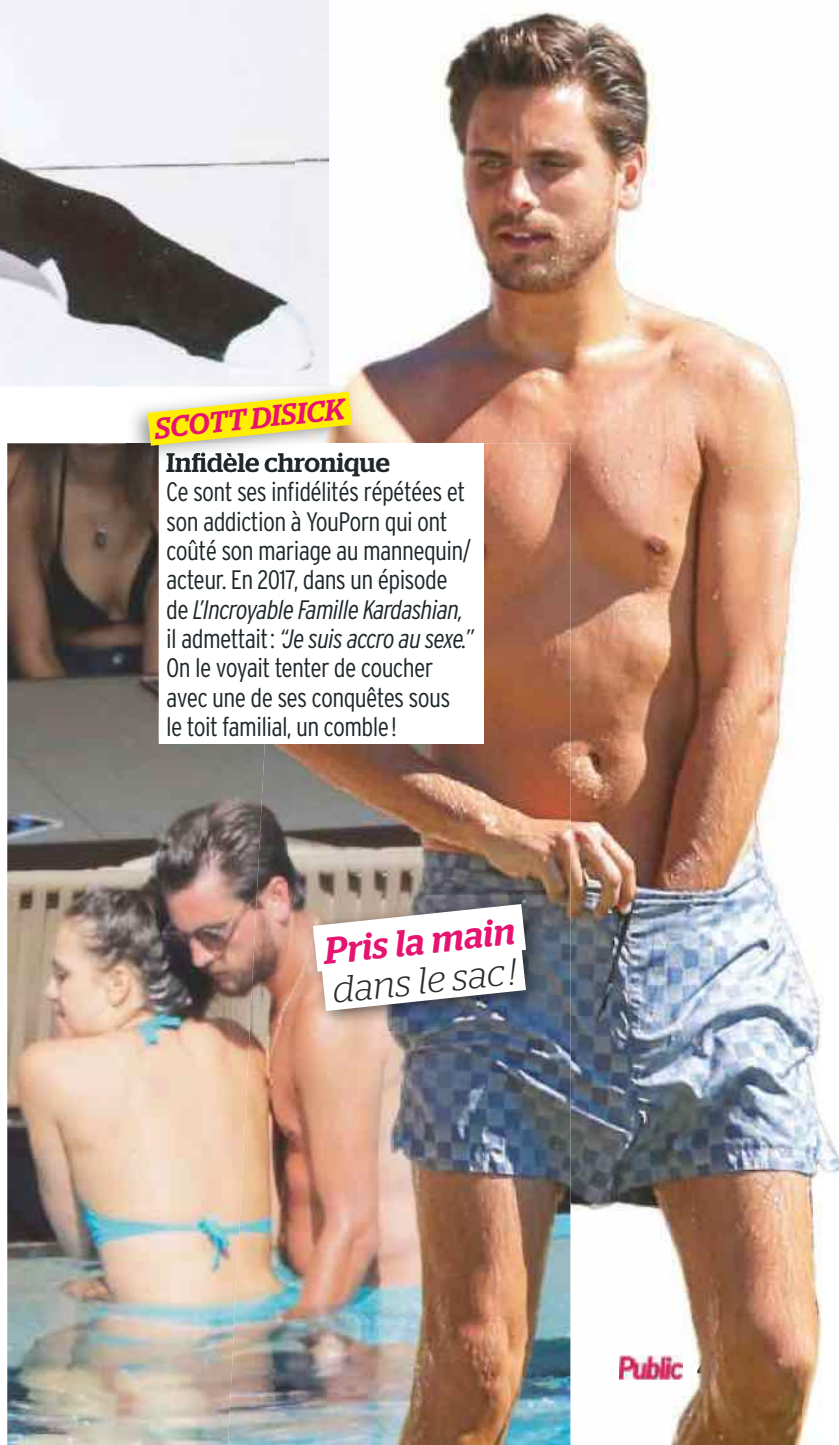 SCOTT DISICK
Infidèle chronique
Ce sont ses infidélités répétées et
son addiction à YouPorn qui ont
coûté son mariage au mannequin/
acteur. En 2017, dans un épisode
de L'Incroyable Famille Kardashian,
il admettait : “Je suis accro au sexe.”
On le voyait tenter de coucher
avec une de ses conquêtes sous
le toit familial, un comble !
Pris la main
dans le sac !
Public